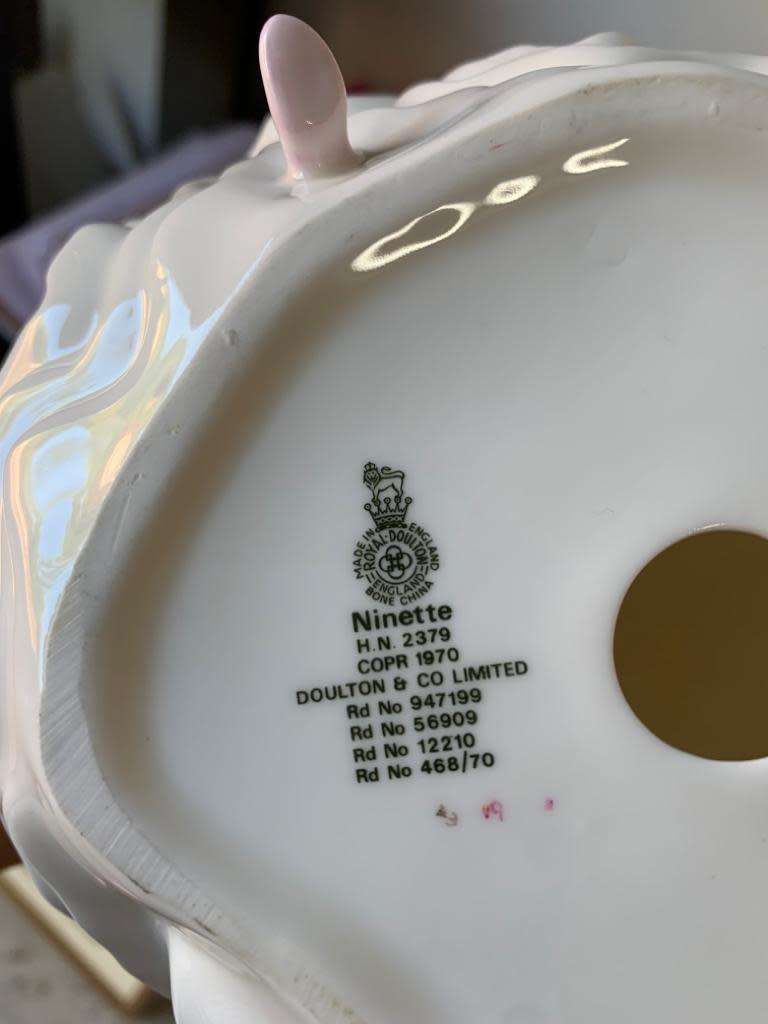 MADE IN ENGLAND
ROYAL·DOULTON
ENGLAND
BONE CHINA
Ninette
H.N. 2379
COPR 1970
DOULTON & CO LIMITED
Rd No 947199
Rd No 56909
Rd No 12210
Rd No 468/70